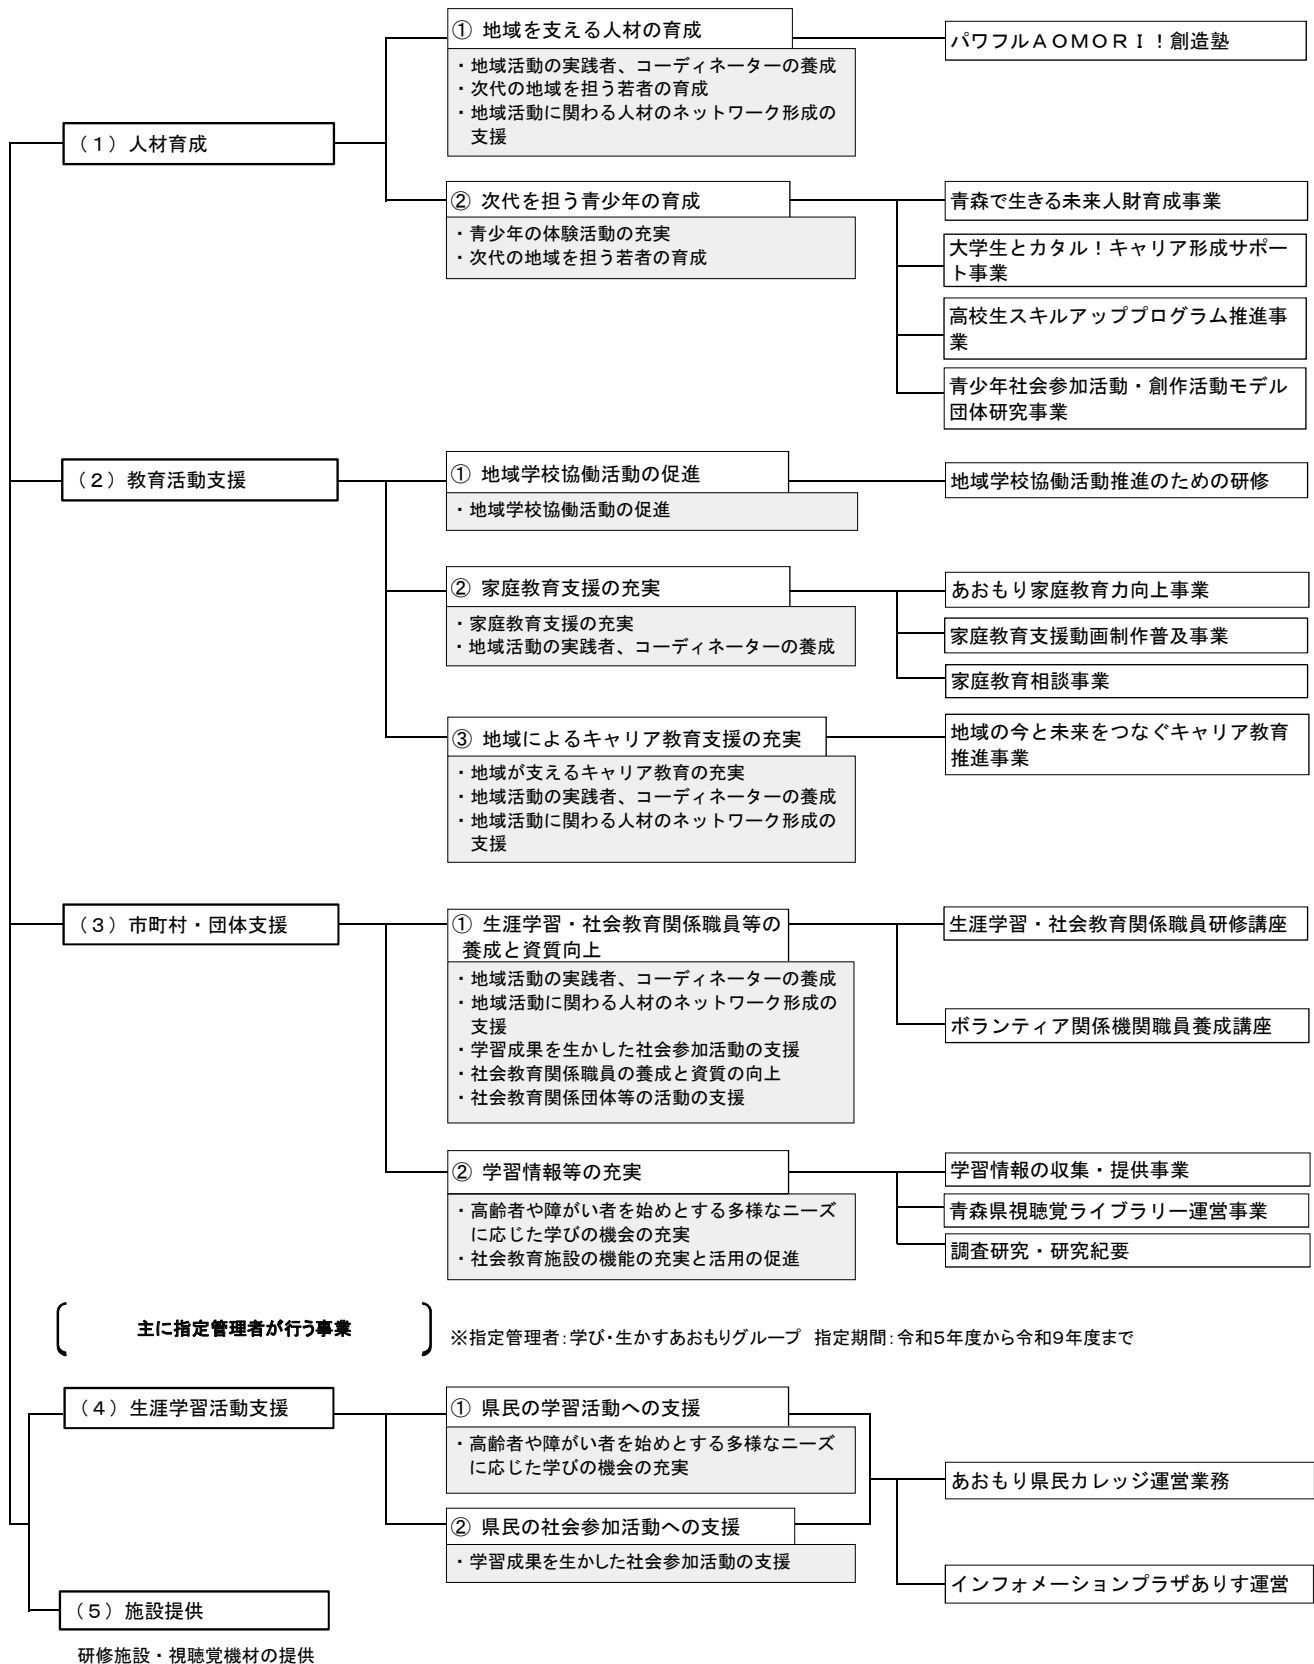 （１）人材育成
① 地域を支える人材の育成
・地域活動の実践者、コーディネーターの養成
・次代の地域を担う若者の育成
・地域活動に関わる人材のネットワーク形成の
支援
パワフルＡＯＭＯＲＩ！創造塾
② 次代を担う青少年の育成
・青少年の体験活動の充実
・次代の地域を担う若者の育成
青森で生きる未来人財育成事業
大学生とカタル！キャリア形成サポー
ト事業
高校生スキルアッププログラム推進事
業
青少年社会参加活動・創作活動モデル
団体研究事業
（２）教育活動支援
① 地域学校協働活動の促進
・地域学校協働活動の促進
地域学校協働活動推進のための研修
② 家庭教育支援の充実
・家庭教育支援の充実
・地域活動の実践者、コーディネーターの養成
あおもり家庭教育力向上事業
家庭教育支援動画制作普及事業
家庭教育相談事業
③ 地域によるキャリア教育支援の充実
・地域が支えるキャリア教育の充実
・地域活動の実践者、コーディネーターの養成
・地域活動に関わる人材のネットワーク形成の
支援
地域の今と未来をつなぐキャリア教育
推進事業
（３）市町村・団体支援
① 生涯学習・社会教育関係職員等の
養成と資質向上
・地域活動の実践者、コーディネーターの養成
・地域活動に関わる人材のネットワーク形成の
支援
・学習成果を生かした社会参加活動の支援
・社会教育関係職員の養成と資質の向上
・社会教育関係団体等の活動の支援
生涯学習・社会教育関係職員研修講座
ボランティア関係機関職員養成講座
② 学習情報等の充実
・高齢者や障がい者を始めとする多様なニーズ
に応じた学びの機会の充実
・社会教育施設の機能の充実と活用の促進
学習情報の収集・提供事業
青森県視聴覚ライブラリー運営事業
調査研究・研究紀要
主に指定管理者が行う事業
※指定管理者：学び・生かすあおもりグループ　指定期間：令和５年度から令和９年度まで
（４）生涯学習活動支援
① 県民の学習活動への支援
・高齢者や障がい者を始めとする多様なニーズ
に応じた学びの機会の充実
② 県民の社会参加活動への支援
・学習成果を生かした社会参加活動の支援
あおもり県民カレッジ運営業務
インフォメーションプラザありす運営
（５）施設提供
研修施設・視聴覚機材の提供